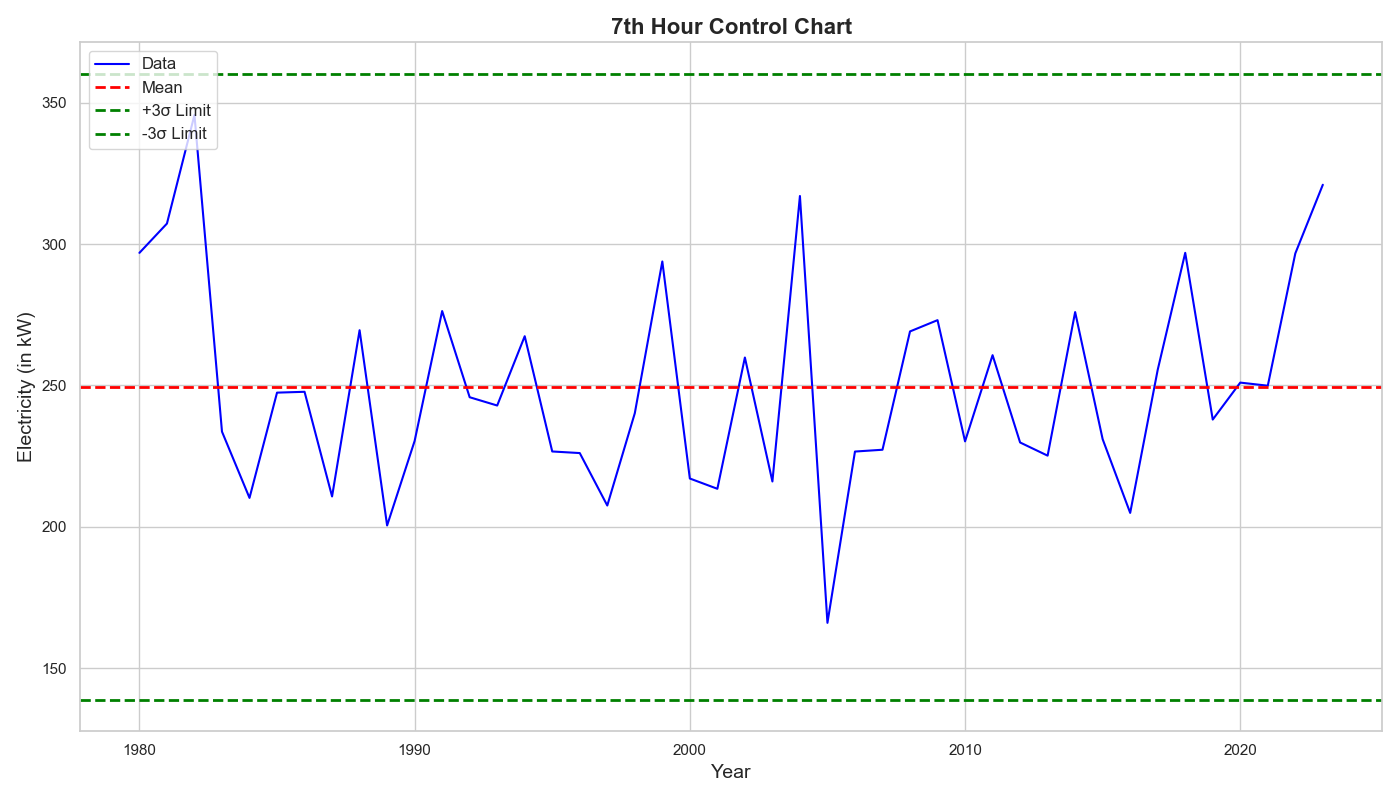 7th Hour Control Chart
Data
Mean
+3σ Limit
-3σ Limit
350
300
250
200
150
Electricity (in kW)
1980
1990
2000
2010
2020
Year